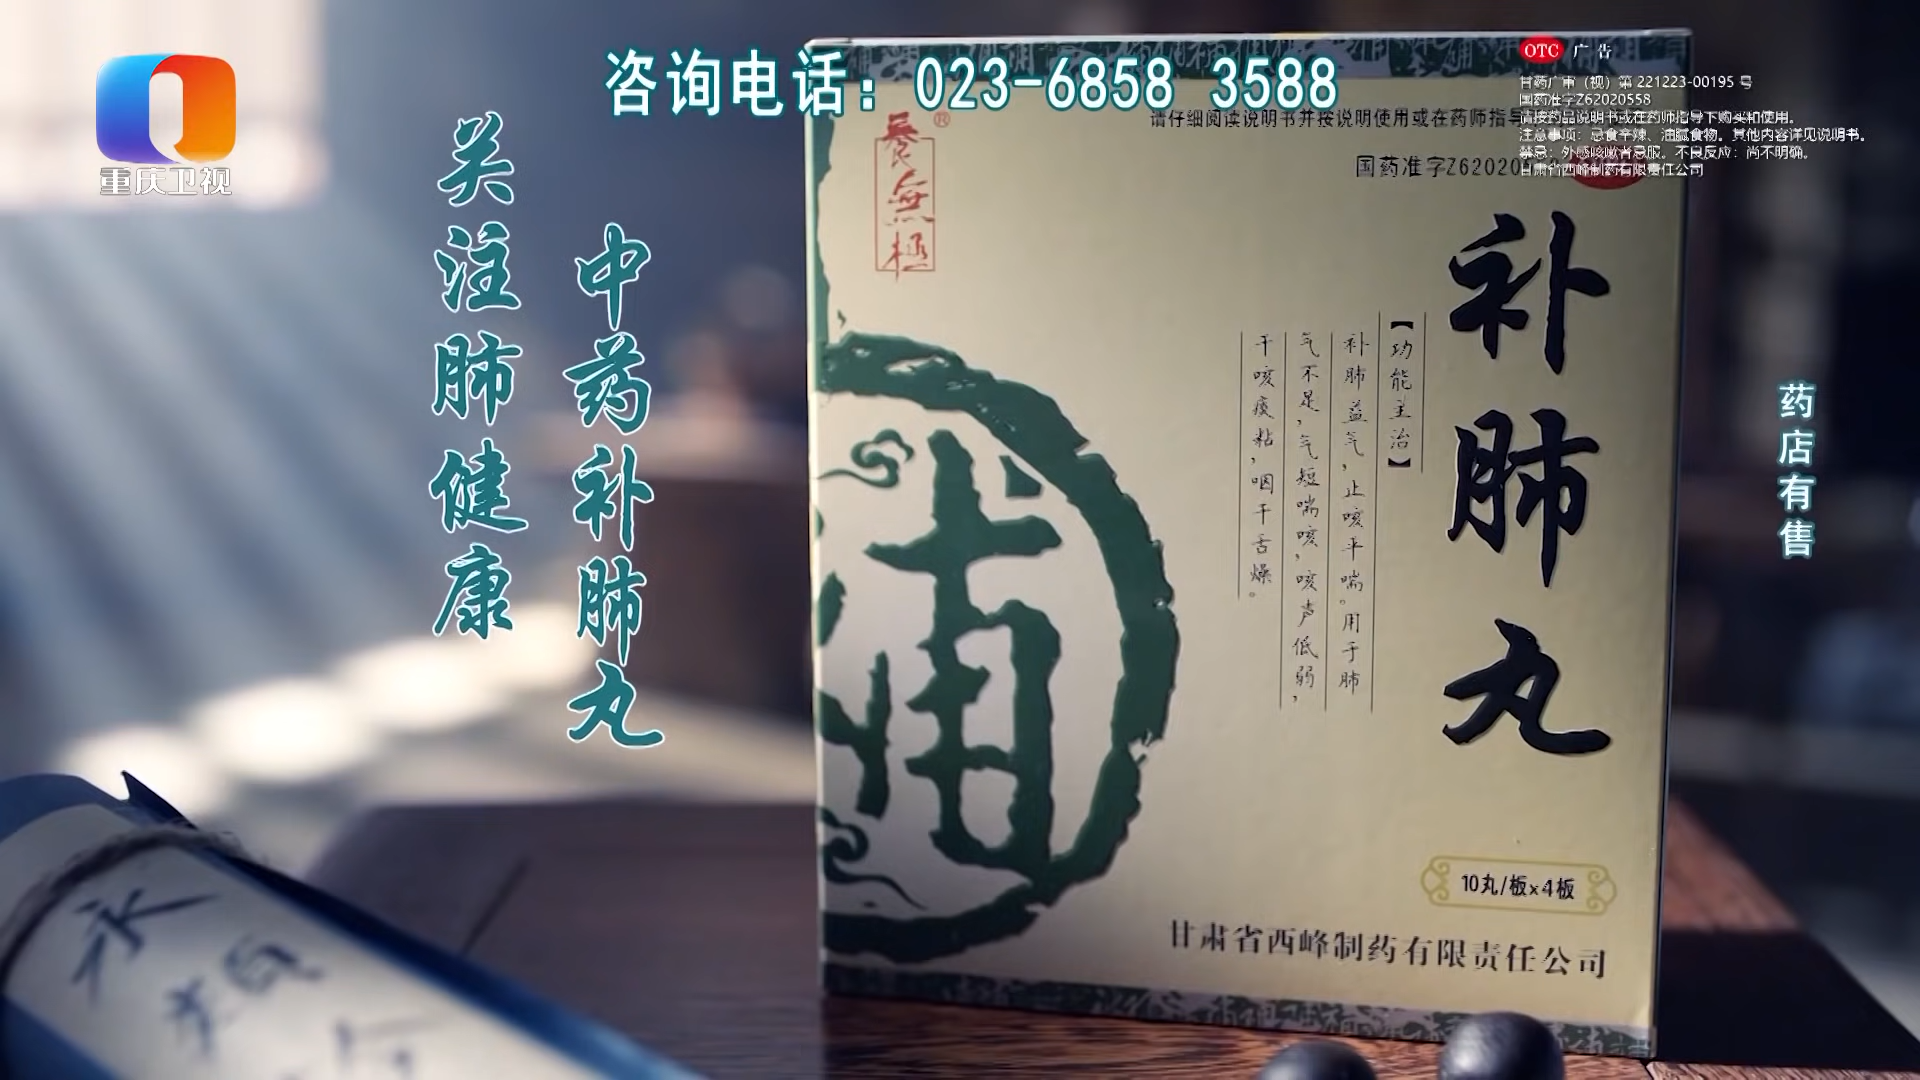 重庆卫视
咨询电话：023-6858 3588
OTC 广告
甘药广审（视）第221223-00195号
国药准字Z62020558
请按药品说明书或在药师指导下购买和使用。
注意事项：忌食辛辣、油腻食物。其他内容详见说明书。
禁忌：外感咳嗽者忌服。不良反应：尚不明确。
甘肃省西峰制药有限责任公司
关注肺健康
中药补肺丸
養無極®
请仔细阅读说明书并按说明使用或在药师指导
国药准字Z62020
补肺丸
【功能主治】
补肺益气，止咳平喘。用于肺
气不足，气短喘咳，咳声低弱，
干咳痰粘，咽干舌燥。
10丸/板x4板
甘肃省西峰制药有限责任公司
药店有售